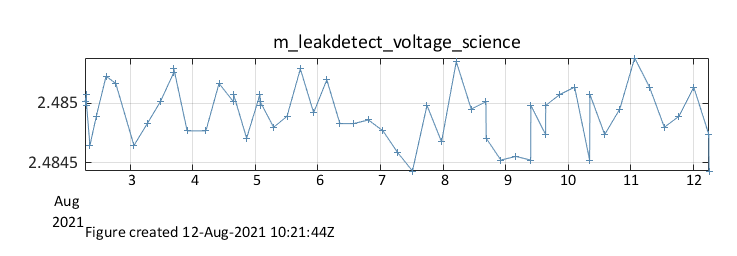 m_leakdetect_voltage_science
2.485
2.4845
3 4 5 6 7 8 9 10 11 12
Aug
2021
Figure created 12-Aug-2021 10:21:44Z